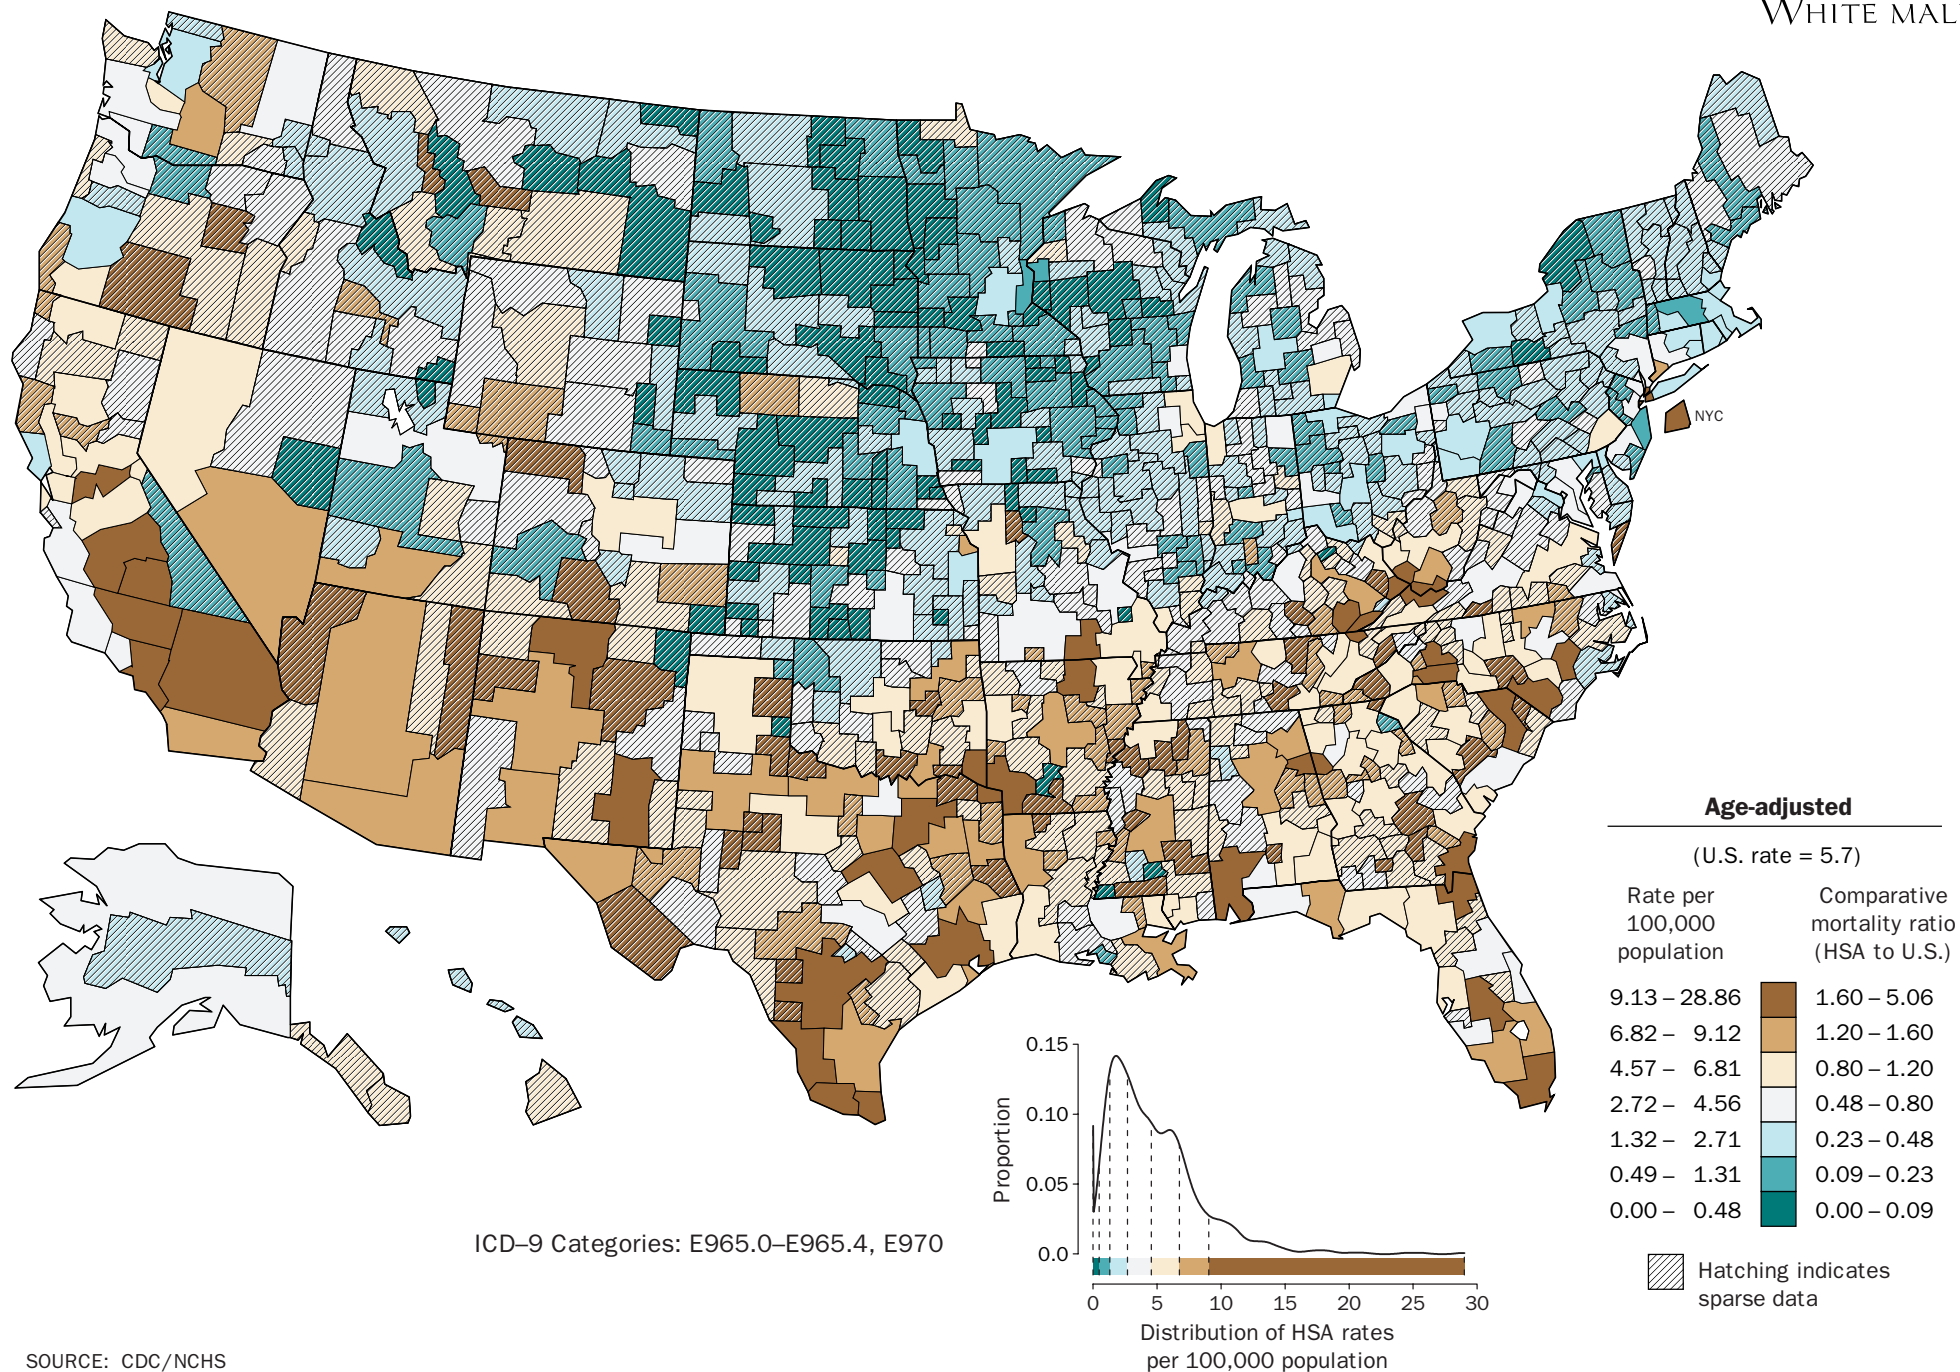 WHITE MAL
NYC
Age-adjusted
(U.S. rate = 5.7)
Rate per
100,000
population
Comparative
mortality ratio
(HSA to U.S.)
9.13 – 28.86 1.60 – 5.06
6.82 – 9.12 1.20 – 1.60
4.57 – 6.81 0.80 – 1.20
2.72 – 4.56 0.48 – 0.80
1.32 – 2.71 0.23 – 0.48
0.49 – 1.31 0.09 – 0.23
0.00 – 0.48 0.00 – 0.09
Hatching indicates
sparse data
Proportion
0.15
0.10
0.05
0.0
0 5 10 15 20 25 30
Distribution of HSA rates
per 100,000 population
ICD–9 Categories: E965.0–E965.4, E970
SOURCE: CDC/NCHS